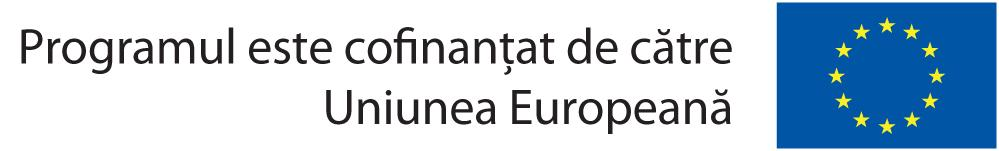 Programul este cofinanțat de către
Uniunea Europeană